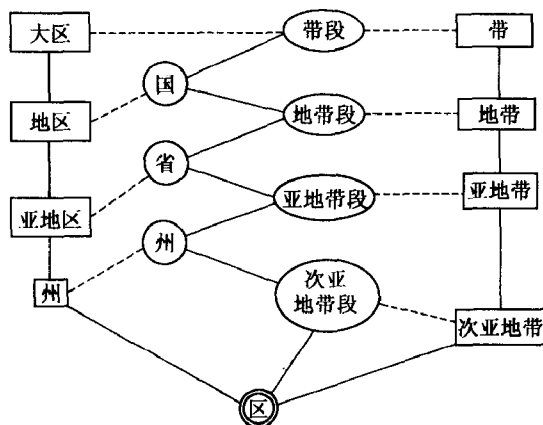 大区
带段
带
国
地区
地带段
地带
省
亚地区
亚地带段
亚地带
州
州
次亚
地带段
次亚地带
区